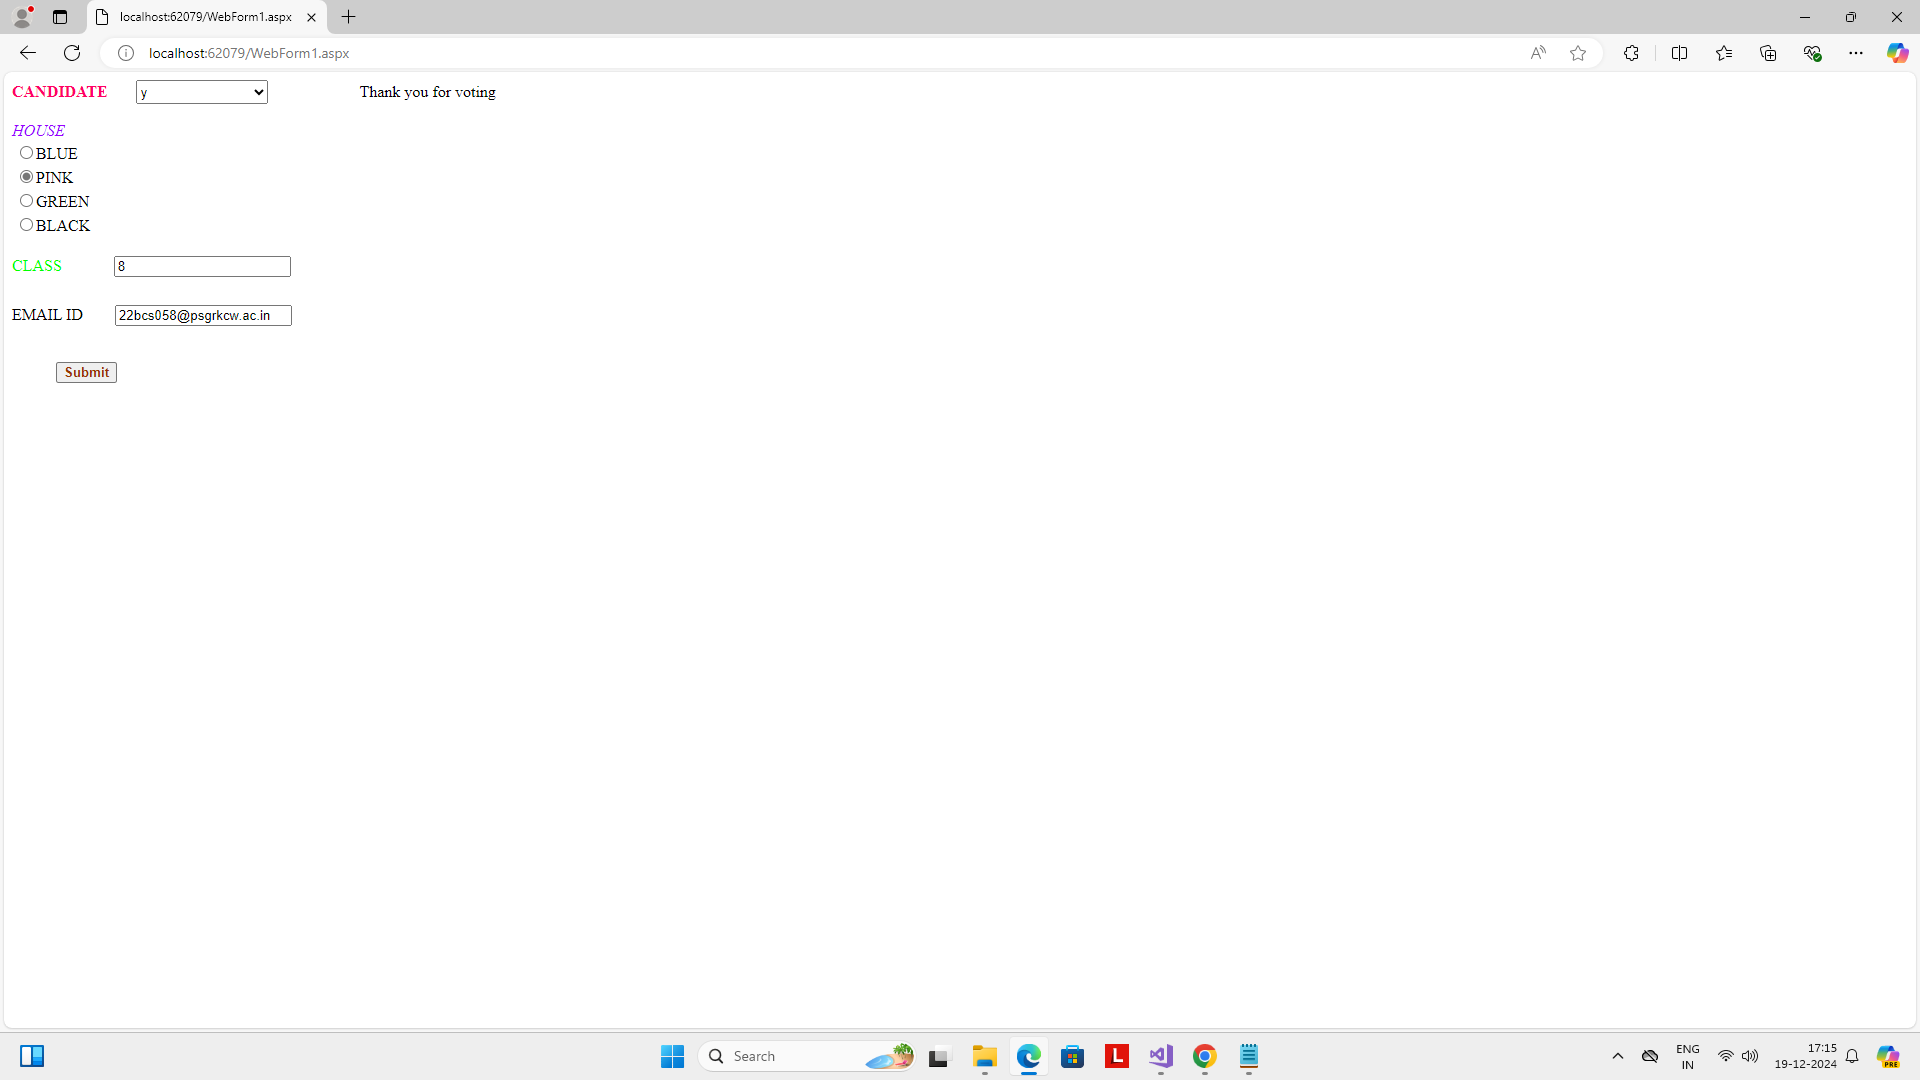 localhost:62079/WebForm1.aspx
localhost:62079/WebForm1.aspx
CANDIDATE y Thank you for voting
HOUSE
BLUE
PINK
GREEN
BLACK
CLASS 8
EMAIL ID 22bcs058@psgrkcw.ac.in
Submit
Search
L
ENG
IN
17:15
19-12-2024
PRE